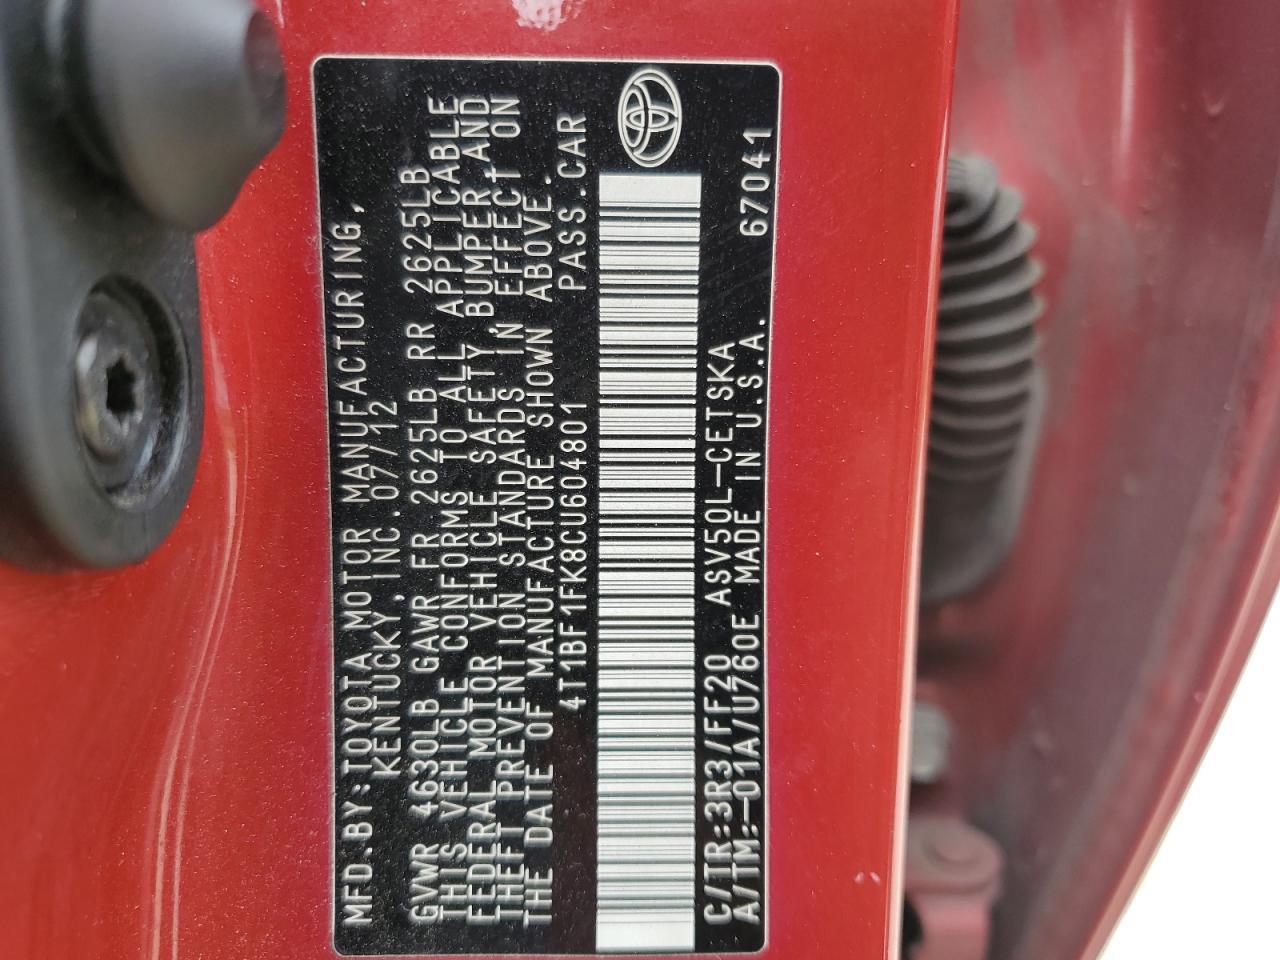 MFD.BY:TOYOTA MOTOR MANUFACTURING,
KENTUCKY,INC.07/12
GVWR 4630LB GAWR FR 2625LB RR 2625LB
THIS VEHICLE CONFORMS TO ALL APPLICABLE
FEDERAL MOTOR VEHICLE SAFETY,BUMPER,AND
THEFT PREVENTION STANDARDS IN EFFECT ON
THE DATE OF MANUFACTURE SHOWN ABOVE.
4T1BF1FK8CU604801 PASS.CAR
C/TR:3R3/FF20 ASV50L-CETSKA
A/TM:-01A/U760E MADE IN U.S.A. 67041